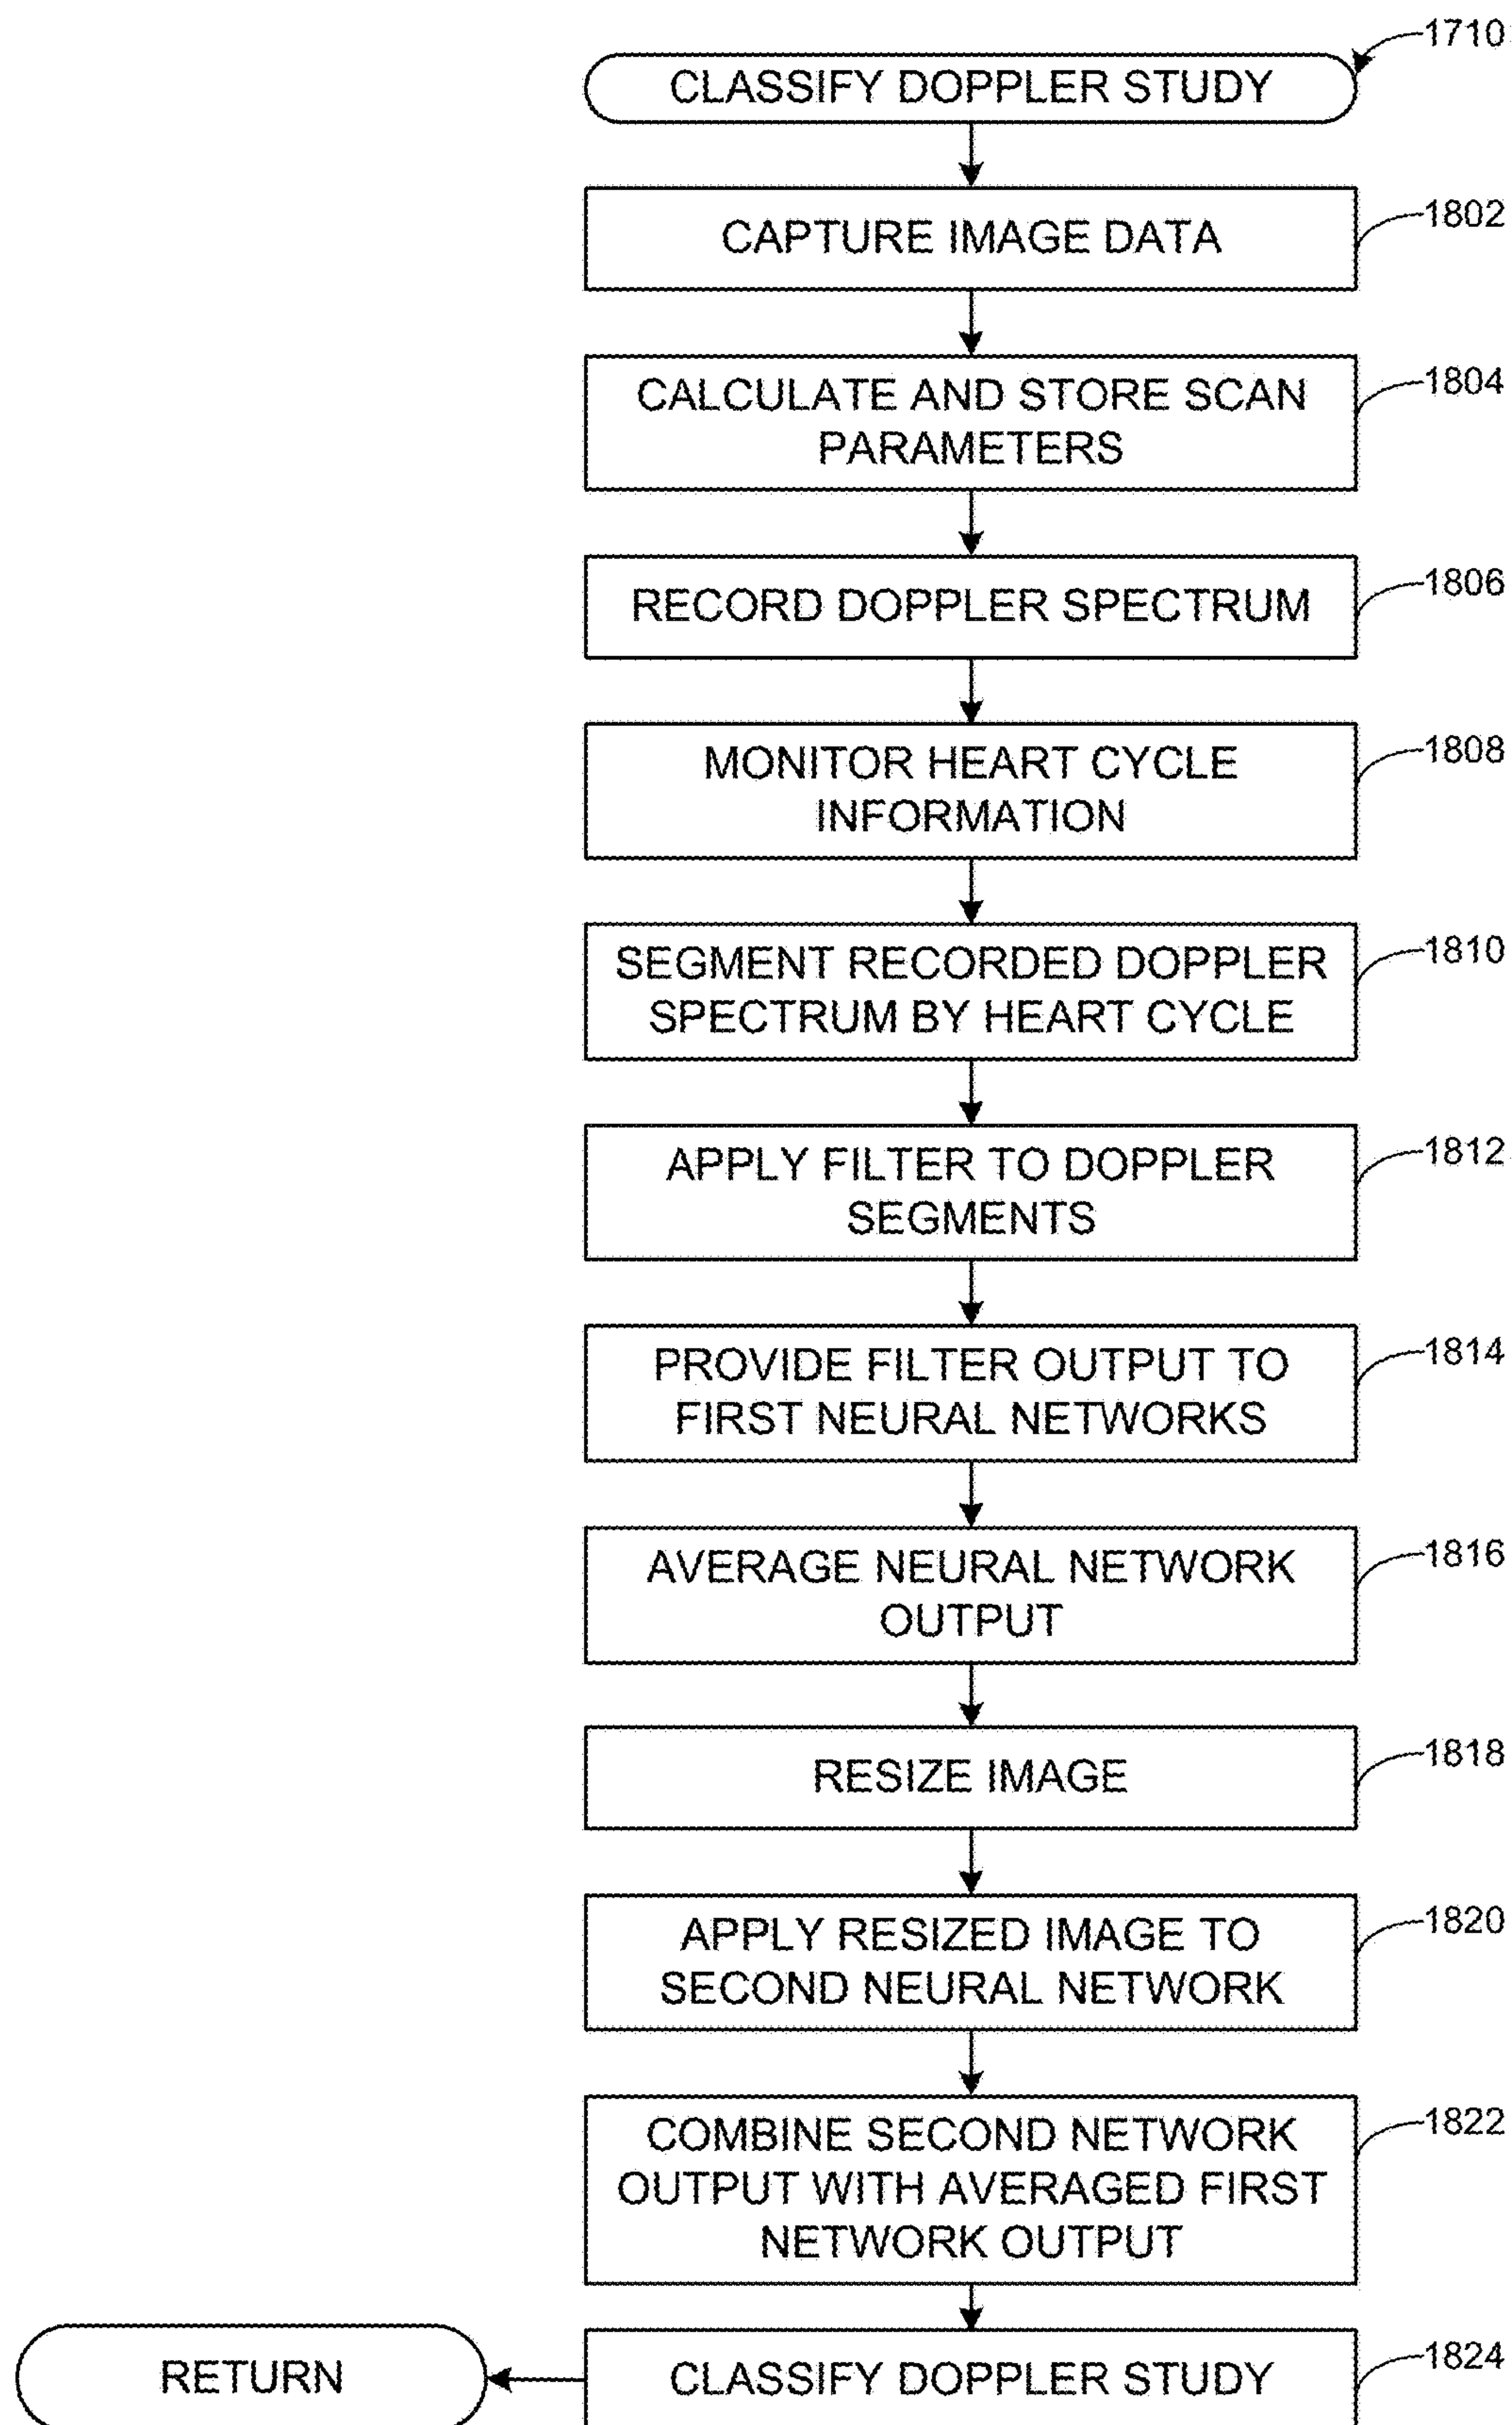 1710
CLASSIFY DOPPLER STUDY
1802
CAPTURE IMAGE DATA
1804
CALCULATE AND STORE SCAN
PARAMETERS
1806
RECORD DOPPLER SPECTRUM
1808
MONITOR HEART CYCLE
INFORMATION
1810
SEGMENT RECORDED DOPPLER
SPECTRUM BY HEART CYCLE
1812
APPLY FILTER TO DOPPLER
SEGMENTS
1814
PROVIDE FILTER OUTPUT TO
FIRST NEURAL NETWORKS
1816
AVERAGE NEURAL NETWORK
OUTPUT
1818
RESIZE IMAGE
1820
APPLY RESIZED IMAGE TO
SECOND NEURAL NETWORK
1822
COMBINE SECOND NETWORK
OUTPUT WITH AVERAGED FIRST
NETWORK OUTPUT
1824
CLASSIFY DOPPLER STUDY
RETURN